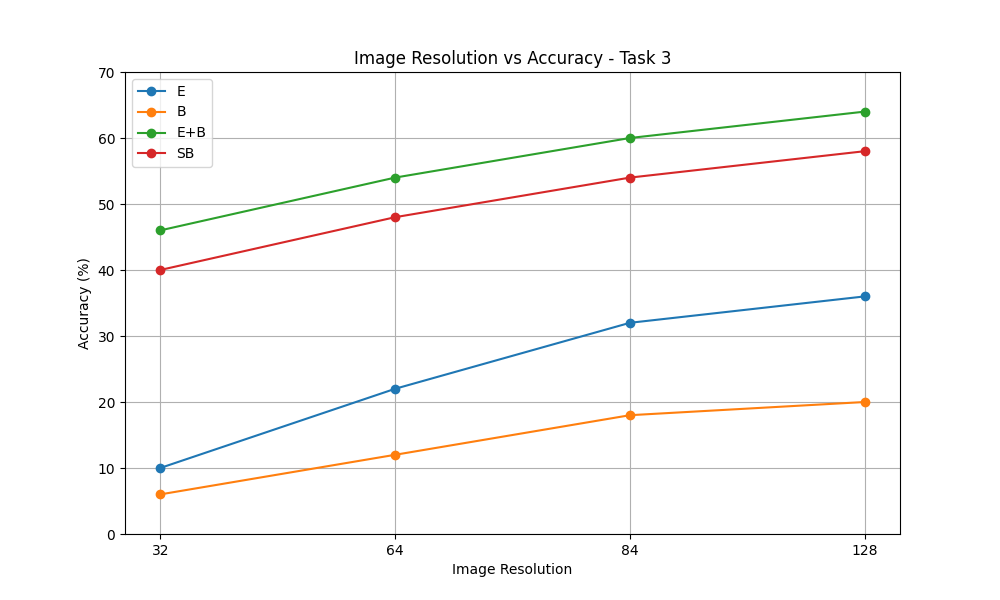 Image Resolution vs Accuracy - Task 3
E
B
E+B
SB
Accuracy (%)
70
60
50
40
30
20
10
0
32 64 84 128
Image Resolution